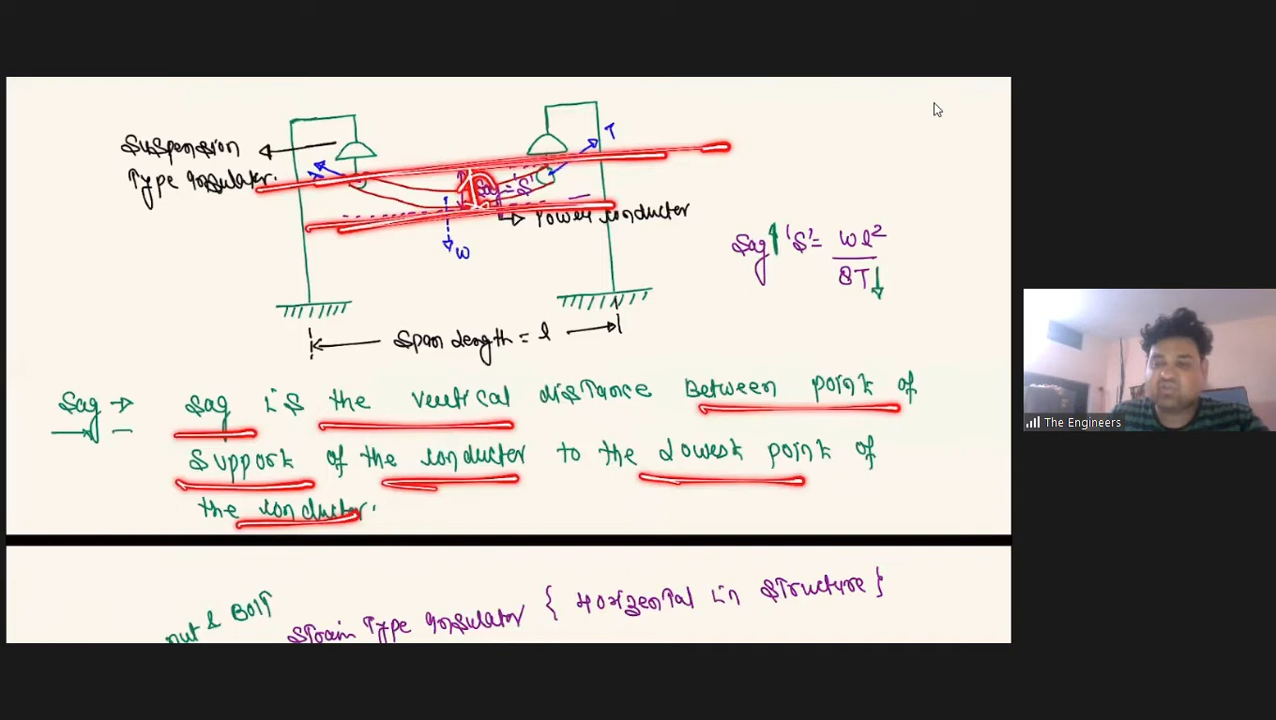 Suspension
Type Insulator.
T
Sag = 'S'
Power conductor
W
Sag 'S' = wl²
8T
Span Length = l
Sag → Sag is the vertical distance Between point of
Support of the conductor to the Lowest point of
the conductor.
nut & Bolt
Strain Type Insulator { Horizental in Structure }
The Engineers